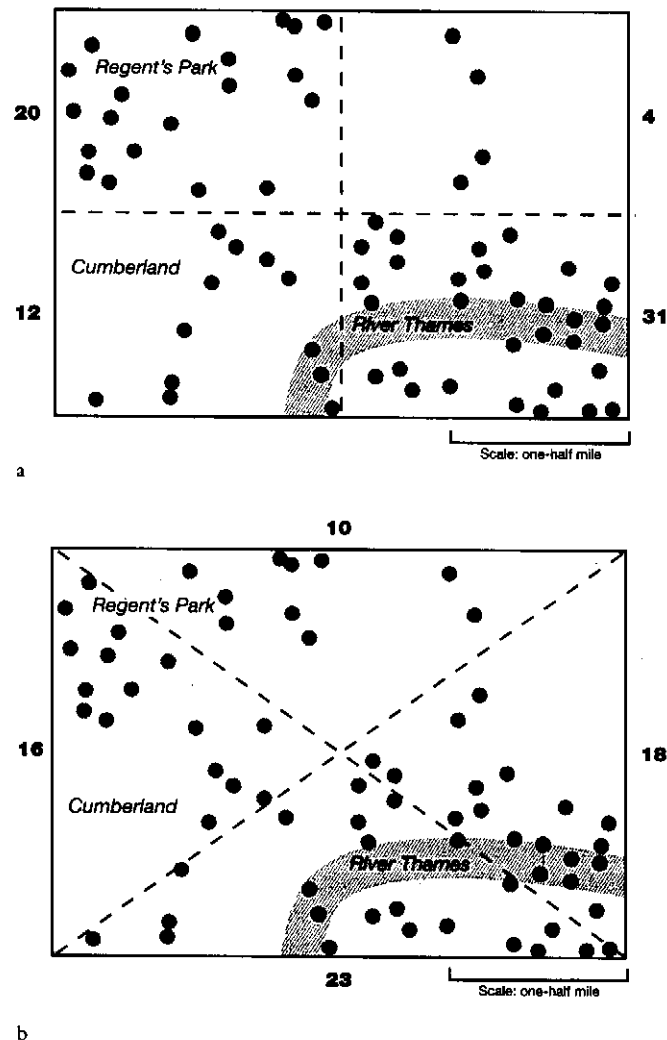 Regent's Park
20
4
Cumberland
12
River Thames
31
Scale: one-half mile
a
10
Regent's Park
16
18
Cumberland
River Thames
23
Scale: one-half mile
b